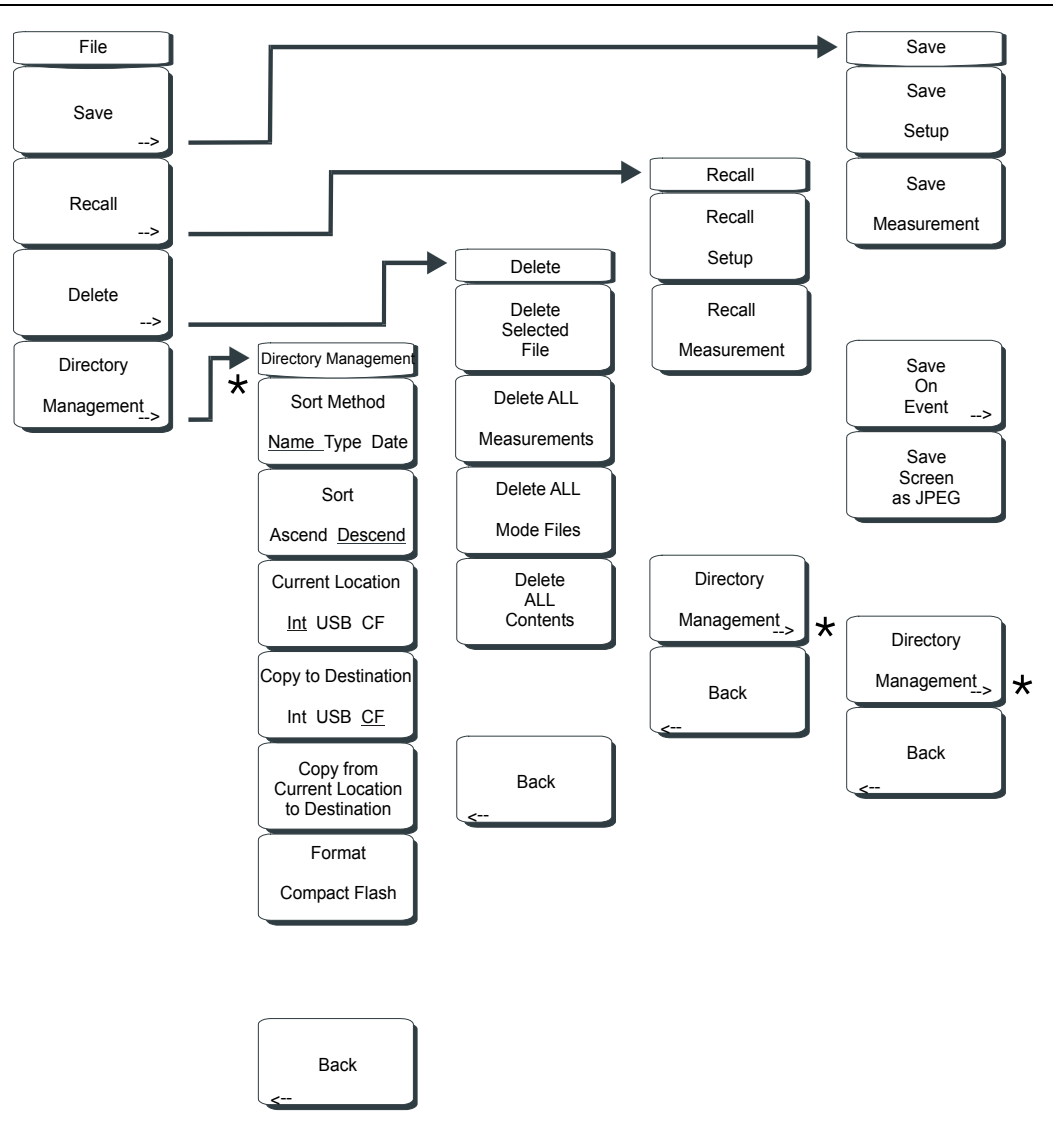 File
Save
-->
Recall
-->
Delete
-->
Directory
Management
-->
Directory Management
*
Sort Method
Name Type Date
Sort
Ascend Descend
Current Location
Int USB CF
Copy to Destination
Int USB CF
Copy from
Current Location
to Destination
Format
Compact Flash
Back
<--
Delete
Delete
Selected
File
Delete ALL
Measurements
Delete ALL
Mode Files
Delete
ALL
Contents
Back
<--
Recall
Recall
Setup
Recall
Measurement
Directory
Management
-->
*
Back
<--
Save
Save
Setup
Save
Measurement
Save
On
Event -->
Save
Screen
as JPEG
Directory
Management
-->
*
Back
<--